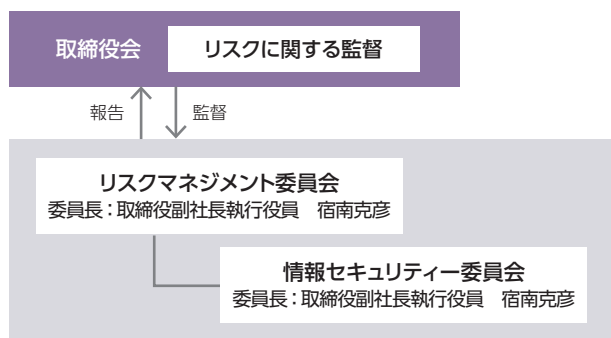 取締役会 リスクに関する監督
報告 監督
リスクマネジメント委員会
委員長：取締役副社長執行役員　宿南克彦
情報セキュリティー委員会
委員長：取締役副社長執行役員　宿南克彦